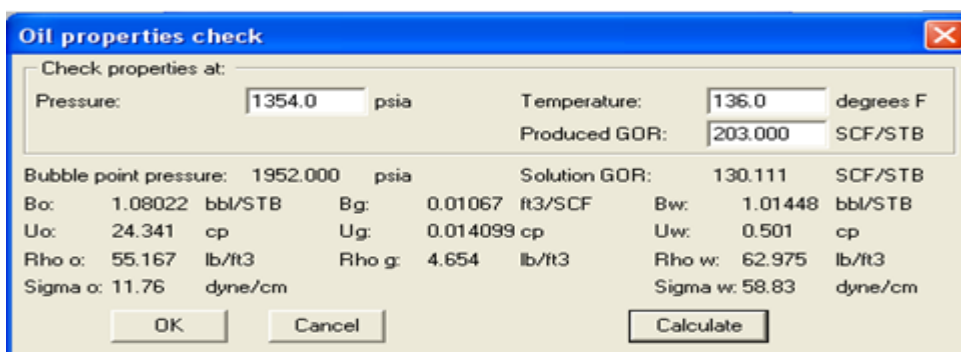 Oil properties check
Check properties at:
Pressure: 1354.0 psia Temperature: 136.0 degrees F
Produced GOR: 203.000 SCF/STB
Bubble point pressure: 1952.000 psia Solution GOR: 130.111 SCF/STB
Bo: 1.08022 bbl/STB Bg: 0.01067 ft3/SCF Bw: 1.01448 bbl/STB
Uo: 24.341 cp Ug: 0.014099 cp Uw: 0.501 cp
Rho o: 55.167 lb/ft3 Rho g: 4.654 lb/ft3 Rho w: 62.975 lb/ft3
Sigma o: 11.76 dyne/cm Sigma w: 58.83 dyne/cm
OK Cancel Calculate